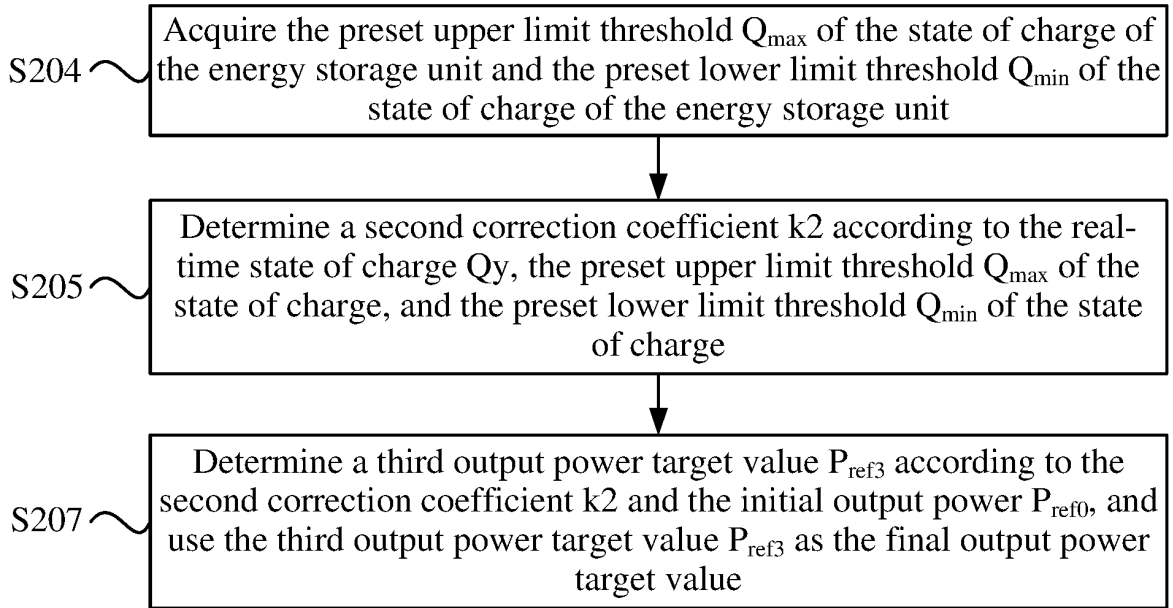 S204
Acquire the preset upper limit threshold Qmax of the state of charge of
the energy storage unit and the preset lower limit threshold Qmin of the
state of charge of the energy storage unit
S205
Determine a second correction coefficient k2 according to the real-
time state of charge Qy, the preset upper limit threshold Qmax of the
state of charge, and the preset lower limit threshold Qmin of the state
of charge
S207
Determine a third output power target value Pref3 according to the
second correction coefficient k2 and the initial output power Pref0, and
use the third output power target value Pref3 as the final output power
target value